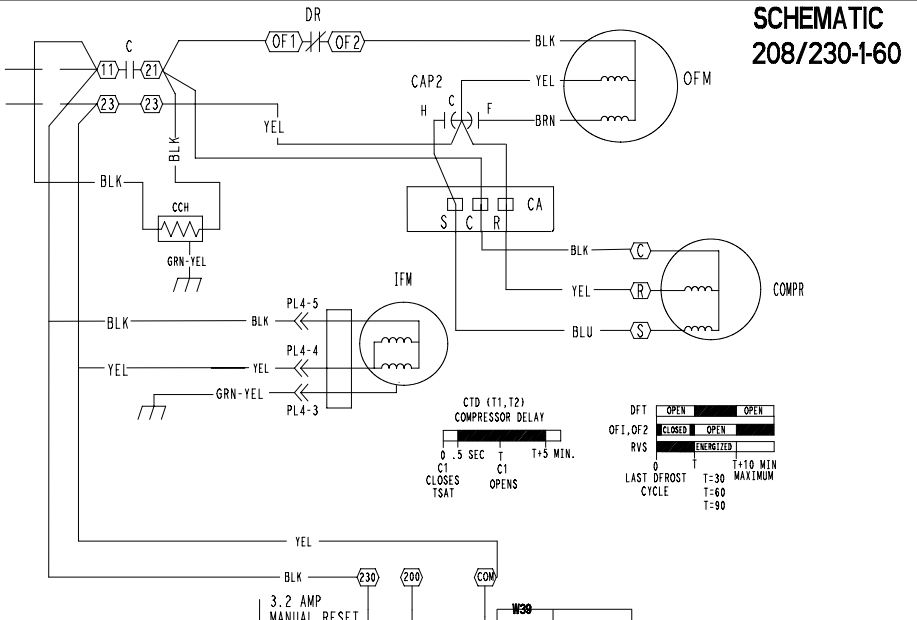 SCHEMATIC
208/230-1-60
DR
C
OF1
OF2
BLK
11
21
OFM
CAP2
YEL
H
C
F
23
23
BRN
YEL
BLK
BLK
CCH
CA
S
C
R
GRN-YEL
BLK
C
IFM
YEL
R
COMPR
PL4-5
BLK
BLK
BLU
S
PL4-4
YEL
YEL
GRN-YEL
PL4-3
CTD (T1,T2)
COMPRESSOR DELAY
0
.5 SEC
T
T+5 MIN.
C1
CLOSES
TSAT
C1
OPENS
DFT
OPEN
OPEN
OF1,OF2
CLOSED
OPEN
RVS
ENERGIZED
0
T
T+10 MIN
MAXIMUM
LAST DFROST
CYCLE
T=30
T=60
T=90
YEL
BLK
230
200
COM
3.2 AMP
MANUAL RESET
W39